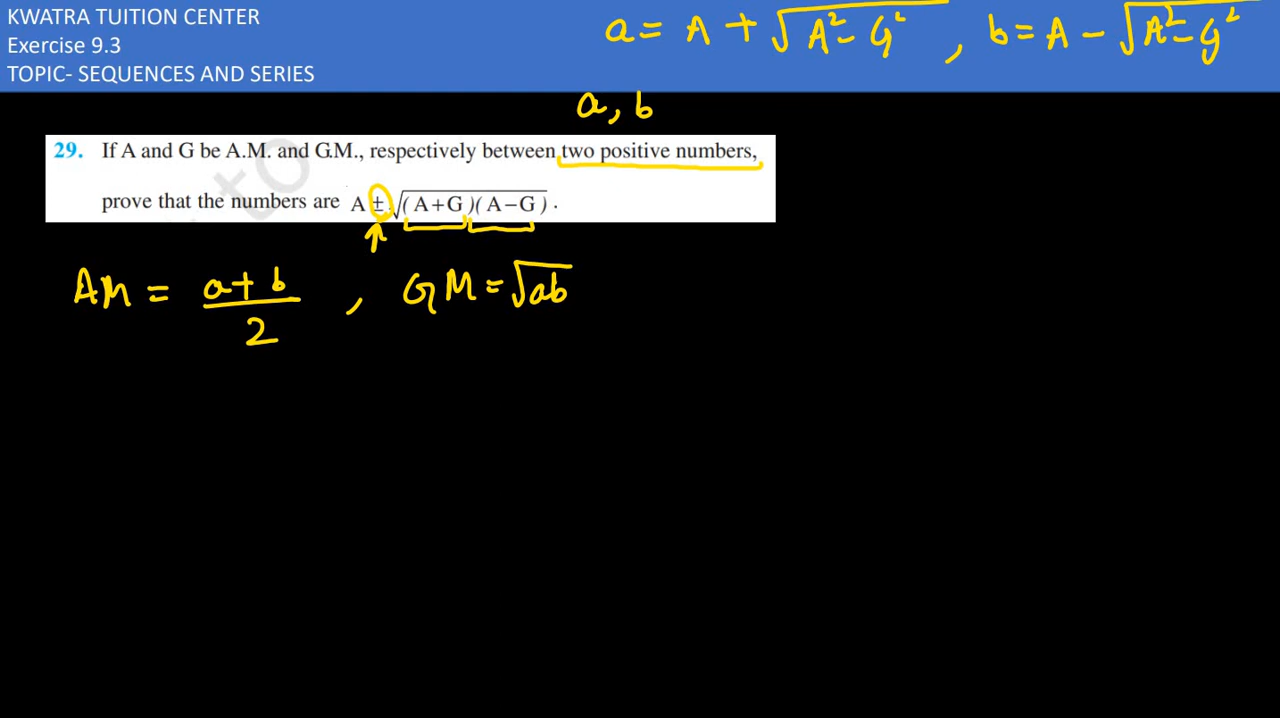 KWATRA TUITION CENTER
Exercise 9.3
TOPIC- SEQUENCES AND SERIES
a = A + √A² - G² , b = A - √A² - G²
a, b
29. If A and G be A.M. and G.M., respectively between two positive numbers,
prove that the numbers are A ± √(A+G)(A−G) .
AM = a + b / 2 , GM = √ab
to